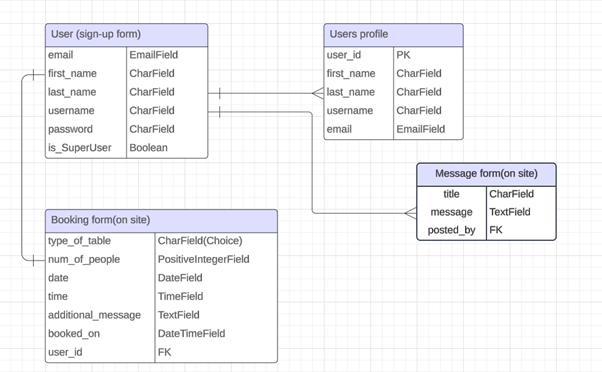 User (sign-up form)
email EmailField
first_name CharField
last_name CharField
username CharField
password CharField
is_SuperUser Boolean
Users profile
user_id PK
first_name CharField
last_name CharField
username CharField
email EmailField
Message form(on site)
title CharField
message TextField
posted_by FK
Booking form(on site)
type_of_table CharField(Choice)
num_of_people PositiveIntegerField
date DateField
time TimeField
additional_message TextField
booked_on DateTimeField
user_id FK